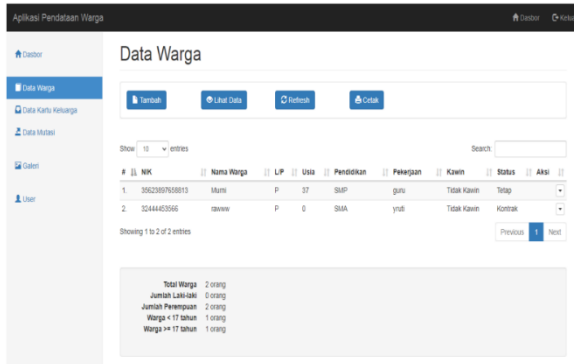 Aplikasi Pendataan Warga Dasbor Kelua
Dasbor
Data Warga
Data Kartu Keluarga
Data Mutasi
Galeri
User
Data Warga
Tambah Lihat Data Refresh Cetak
Show 10 entries Search:
# NIK Nama Warga L/P Usia Pendidikan Pekerjaan Kawin Status Aksi
1. Murni P 37 SMP guru Tidak Kawin Tetap
2. 32444453566 rawww P 0 SMA yruti Tidak Kawin Kontrak
Showing 1 to 2 of 2 entries Previous 1 Next
Total Warga 2 orang
Jumlah Laki-laki 0 orang
Jumlah Perempuan 2 orang
Warga < 17 tahun 1 orang
Warga >= 17 tahun 1 orang